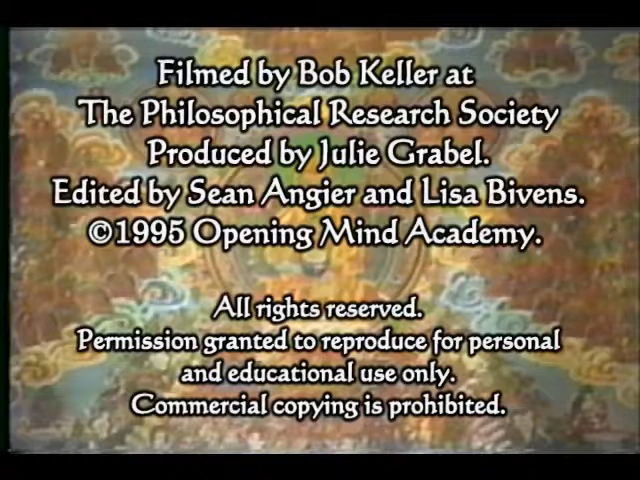 Filmed by Bob Keller at
The Philosophical Research Society
Produced by Julie Grabel.
Edited by Sean Angier and Lisa Bivens.
©1995 Opening Mind Academy.
All rights reserved.
Permission granted to reproduce for personal
and educational use only.
Commercial copying is prohibited.